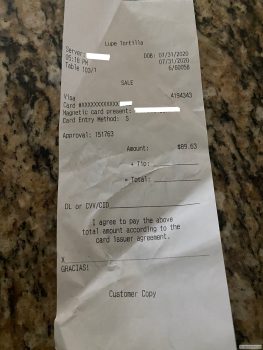 Lupe Tortilla
Server:
DOB: 07/31/2020
05:18 PM
07/31/2020
Table 103/1
6/60058
SALE
Visa
4194343
Card #XXXXXXXXXXXX
Magnetic card present:
Card Entry Method: S
Approval: 151763
Amount: $89.63
+ Tip:
= Total:
DL or CVV/CID
I agree to pay the above
total amount according to the
card issuer agreement.
X
GRACIAS!
Customer Copy